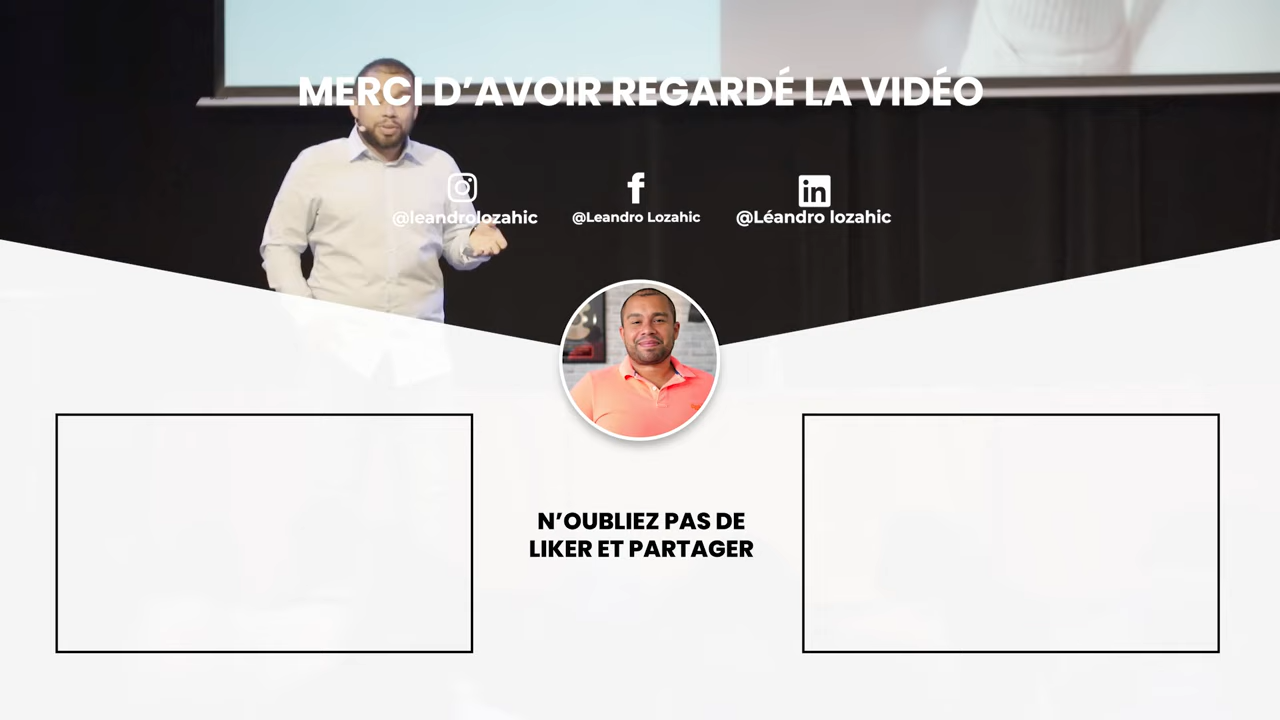 MERCI D’AVOIR REGARDÉ LA VIDÉO
@leandrolozahic
@Leandro Lozahic
@Léandro lozahic
N’OUBLIEZ PAS DE
LIKER ET PARTAGER